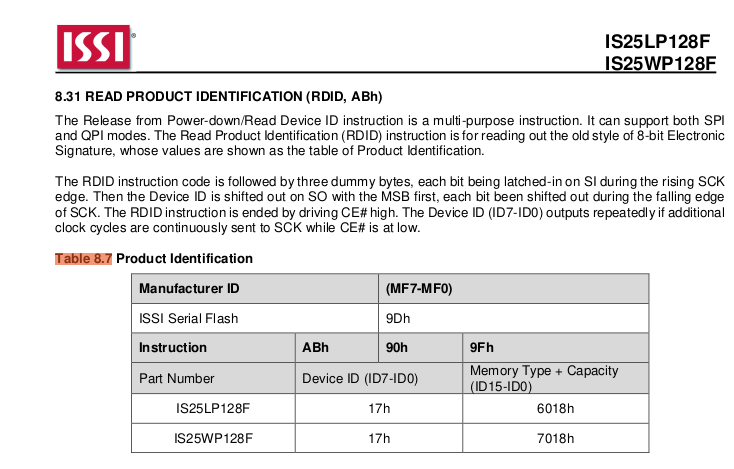 ISSI®
IS25LP128F
IS25WP128F
8.31 READ PRODUCT IDENTIFICATION (RDID, ABh)
The Release from Power-down/Read Device ID instruction is a multi-purpose instruction. It can support both SPI
and QPI modes. The Read Product Identification (RDID) instruction is for reading out the old style of 8-bit Electronic
Signature, whose values are shown as the table of Product Identification.
The RDID instruction code is followed by three dummy bytes, each bit being latched-in on SI during the rising SCK
edge. Then the Device ID is shifted out on SO with the MSB first, each bit been shifted out during the falling edge
of SCK. The RDID instruction is ended by driving CE# high. The Device ID (ID7-ID0) outputs repeatedly if additional
clock cycles are continuously sent to SCK while CE# is at low.
Table 8.7 Product Identification
Manufacturer ID (MF7-MF0)
ISSI Serial Flash 9Dh
Instruction ABh 90h 9Fh
Part Number Device ID (ID7-ID0) Memory Type + Capacity
(ID15-ID0)
IS25LP128F 17h 6018h
IS25WP128F 17h 7018h